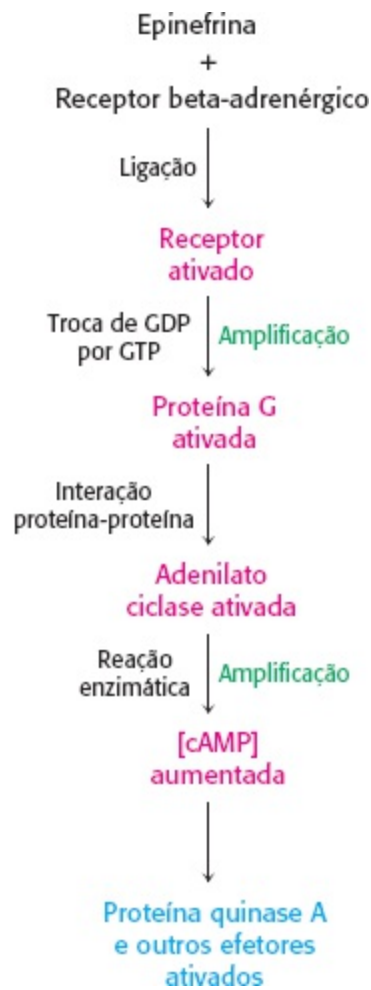 Epinefrina
+
Receptor beta-adrenérgico
Ligação
Receptor
ativado
Troca de GDP
por GTP
Amplificação
Proteína G
ativada
Interação
proteína-proteína
Adenilato
ciclase ativada
Reação
enzimática
Amplificação
[cAMP]
aumentada
Proteína quinase A
e outros efetores
ativados